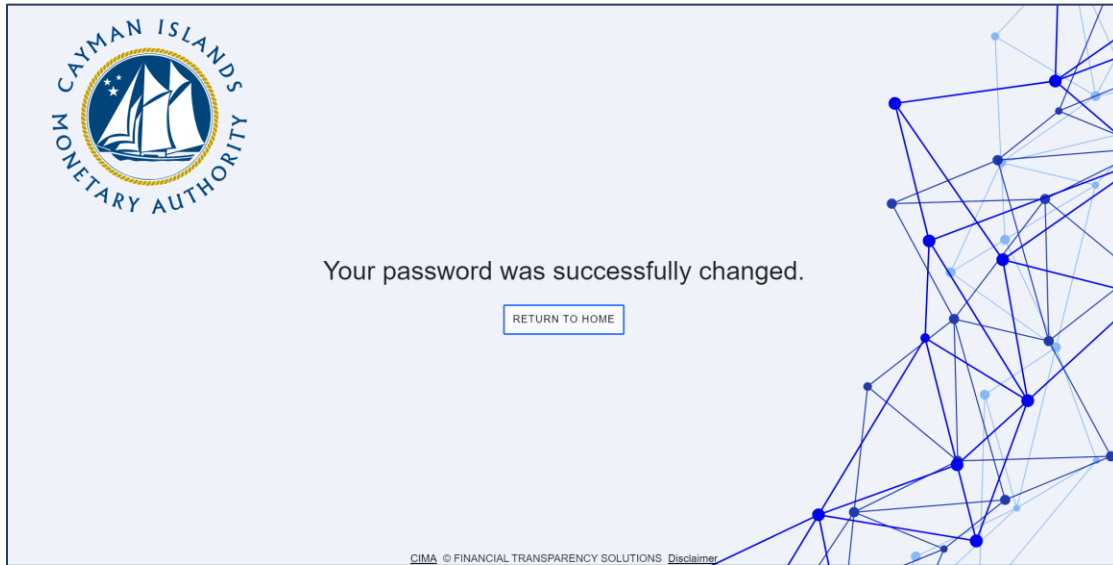 CAYMAN ISLANDS
MONETARY AUTHORITY
Your password was successfully changed.
RETURN TO HOME
CIMA © FINANCIAL TRANSPARENCY SOLUTIONS Disclaimer